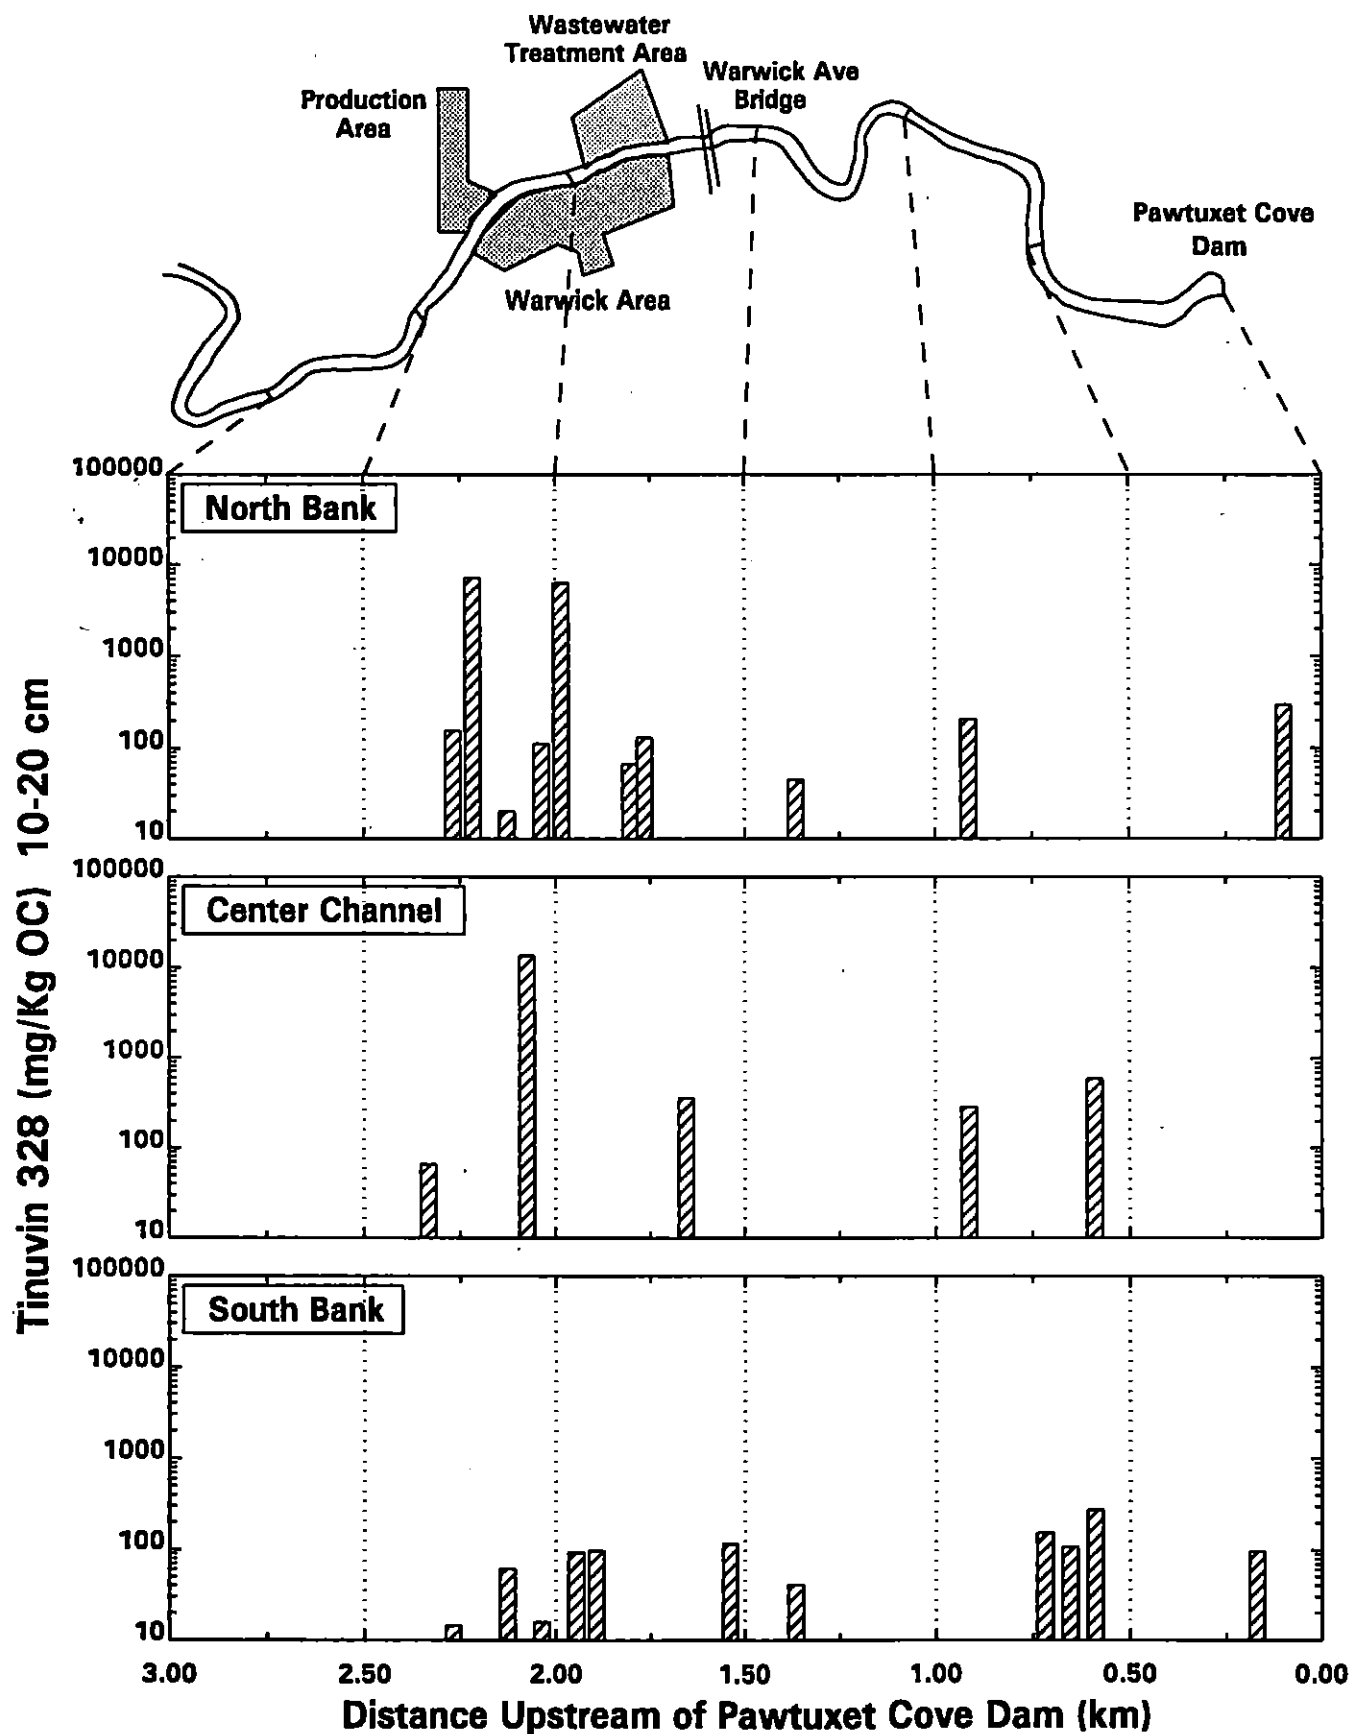 Wastewater
Treatment Area
Warwick Ave
Bridge
Production
Area
Pawtuxet Cove
Dam
Warwick Area
Tinuvin 328 (mg/Kg OC) 10-20 cm
100000
North Bank
10000
1000
100
10
100000
Center Channel
10000
1000
100
10
100000
South Bank
10000
1000
100
10
3.00 2.50 2.00 1.50 1.00 0.50 0.00
Distance Upstream of Pawtuxet Cove Dam (km)